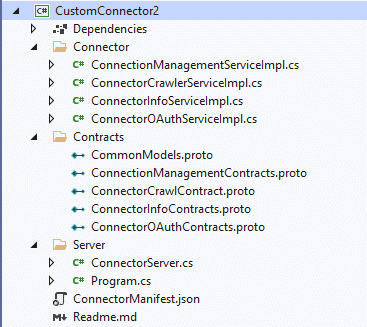 C# CustomConnector2
Dependencies
Connector
C# ConnectionManagementServiceImpl.cs
C# ConnectorCrawlerServiceImpl.cs
C# ConnectorInfoServiceImpl.cs
C# ConnectorOAuthServiceImpl.cs
Contracts
CommonModels.proto
ConnectionManagementContracts.proto
ConnectorCrawlContract.proto
ConnectorInfoContracts.proto
ConnectorOAuthContracts.proto
Server
C# ConnectorServer.cs
C# Program.cs
ConnectorManifest.json
Readme.md